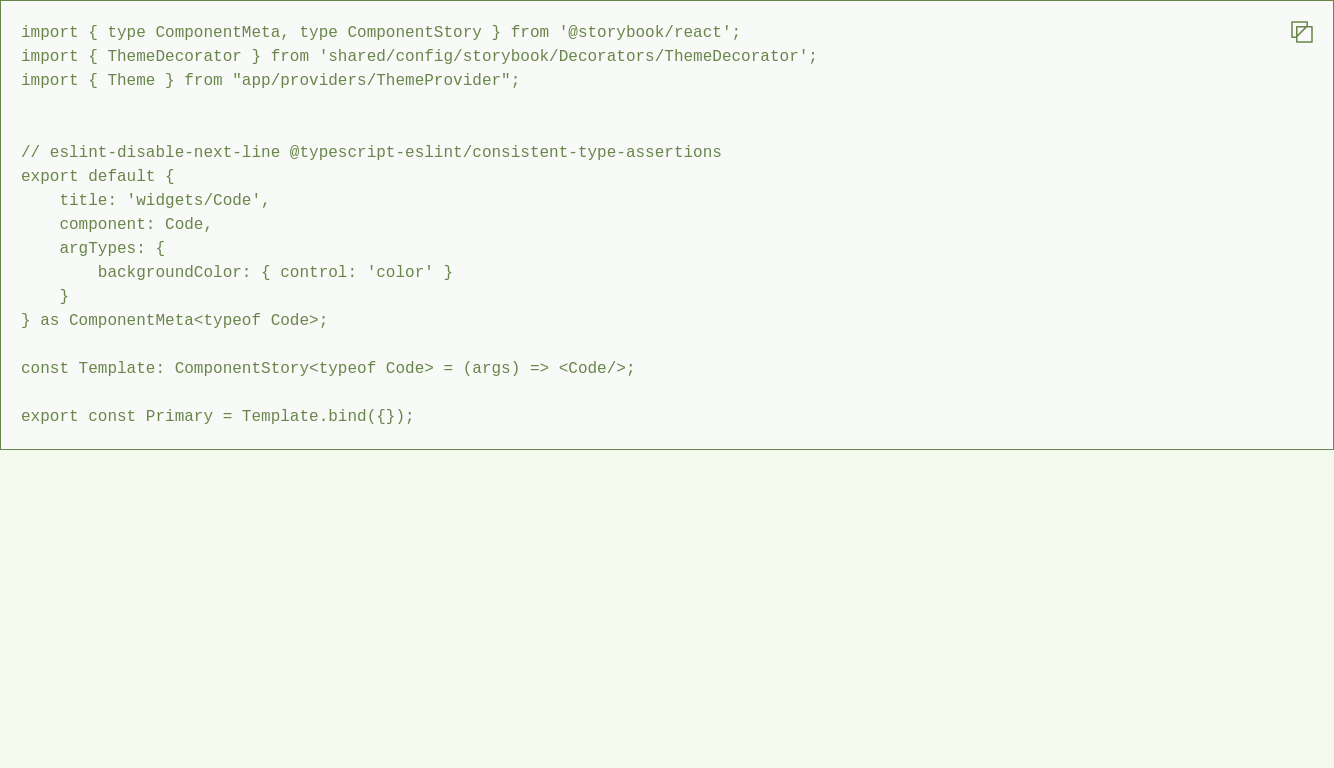 import { type ComponentMeta, type ComponentStory } from '@storybook/react';
import { ThemeDecorator } from 'shared/config/storybook/Decorators/ThemeDecorator';
import { Theme } from "app/providers/ThemeProvider";
// eslint-disable-next-line @typescript-eslint/consistent-type-assertions
export default {
    title: 'widgets/Code',
    component: Code,
    argTypes: {
        backgroundColor: { control: 'color' }
    }
} as ComponentMeta<typeof Code>;
const Template: ComponentStory<typeof Code> = (args) => <Code/>;
export const Primary = Template.bind({});